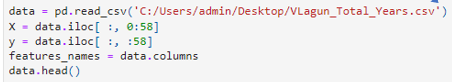 data = pd.read_csv('C:/Users/admin/Desktop/VLagun_Total_Years.csv')
X = data.iloc[ :, 0:58]
y = data.iloc[ :, :58]
features_names = data.columns
data.head()